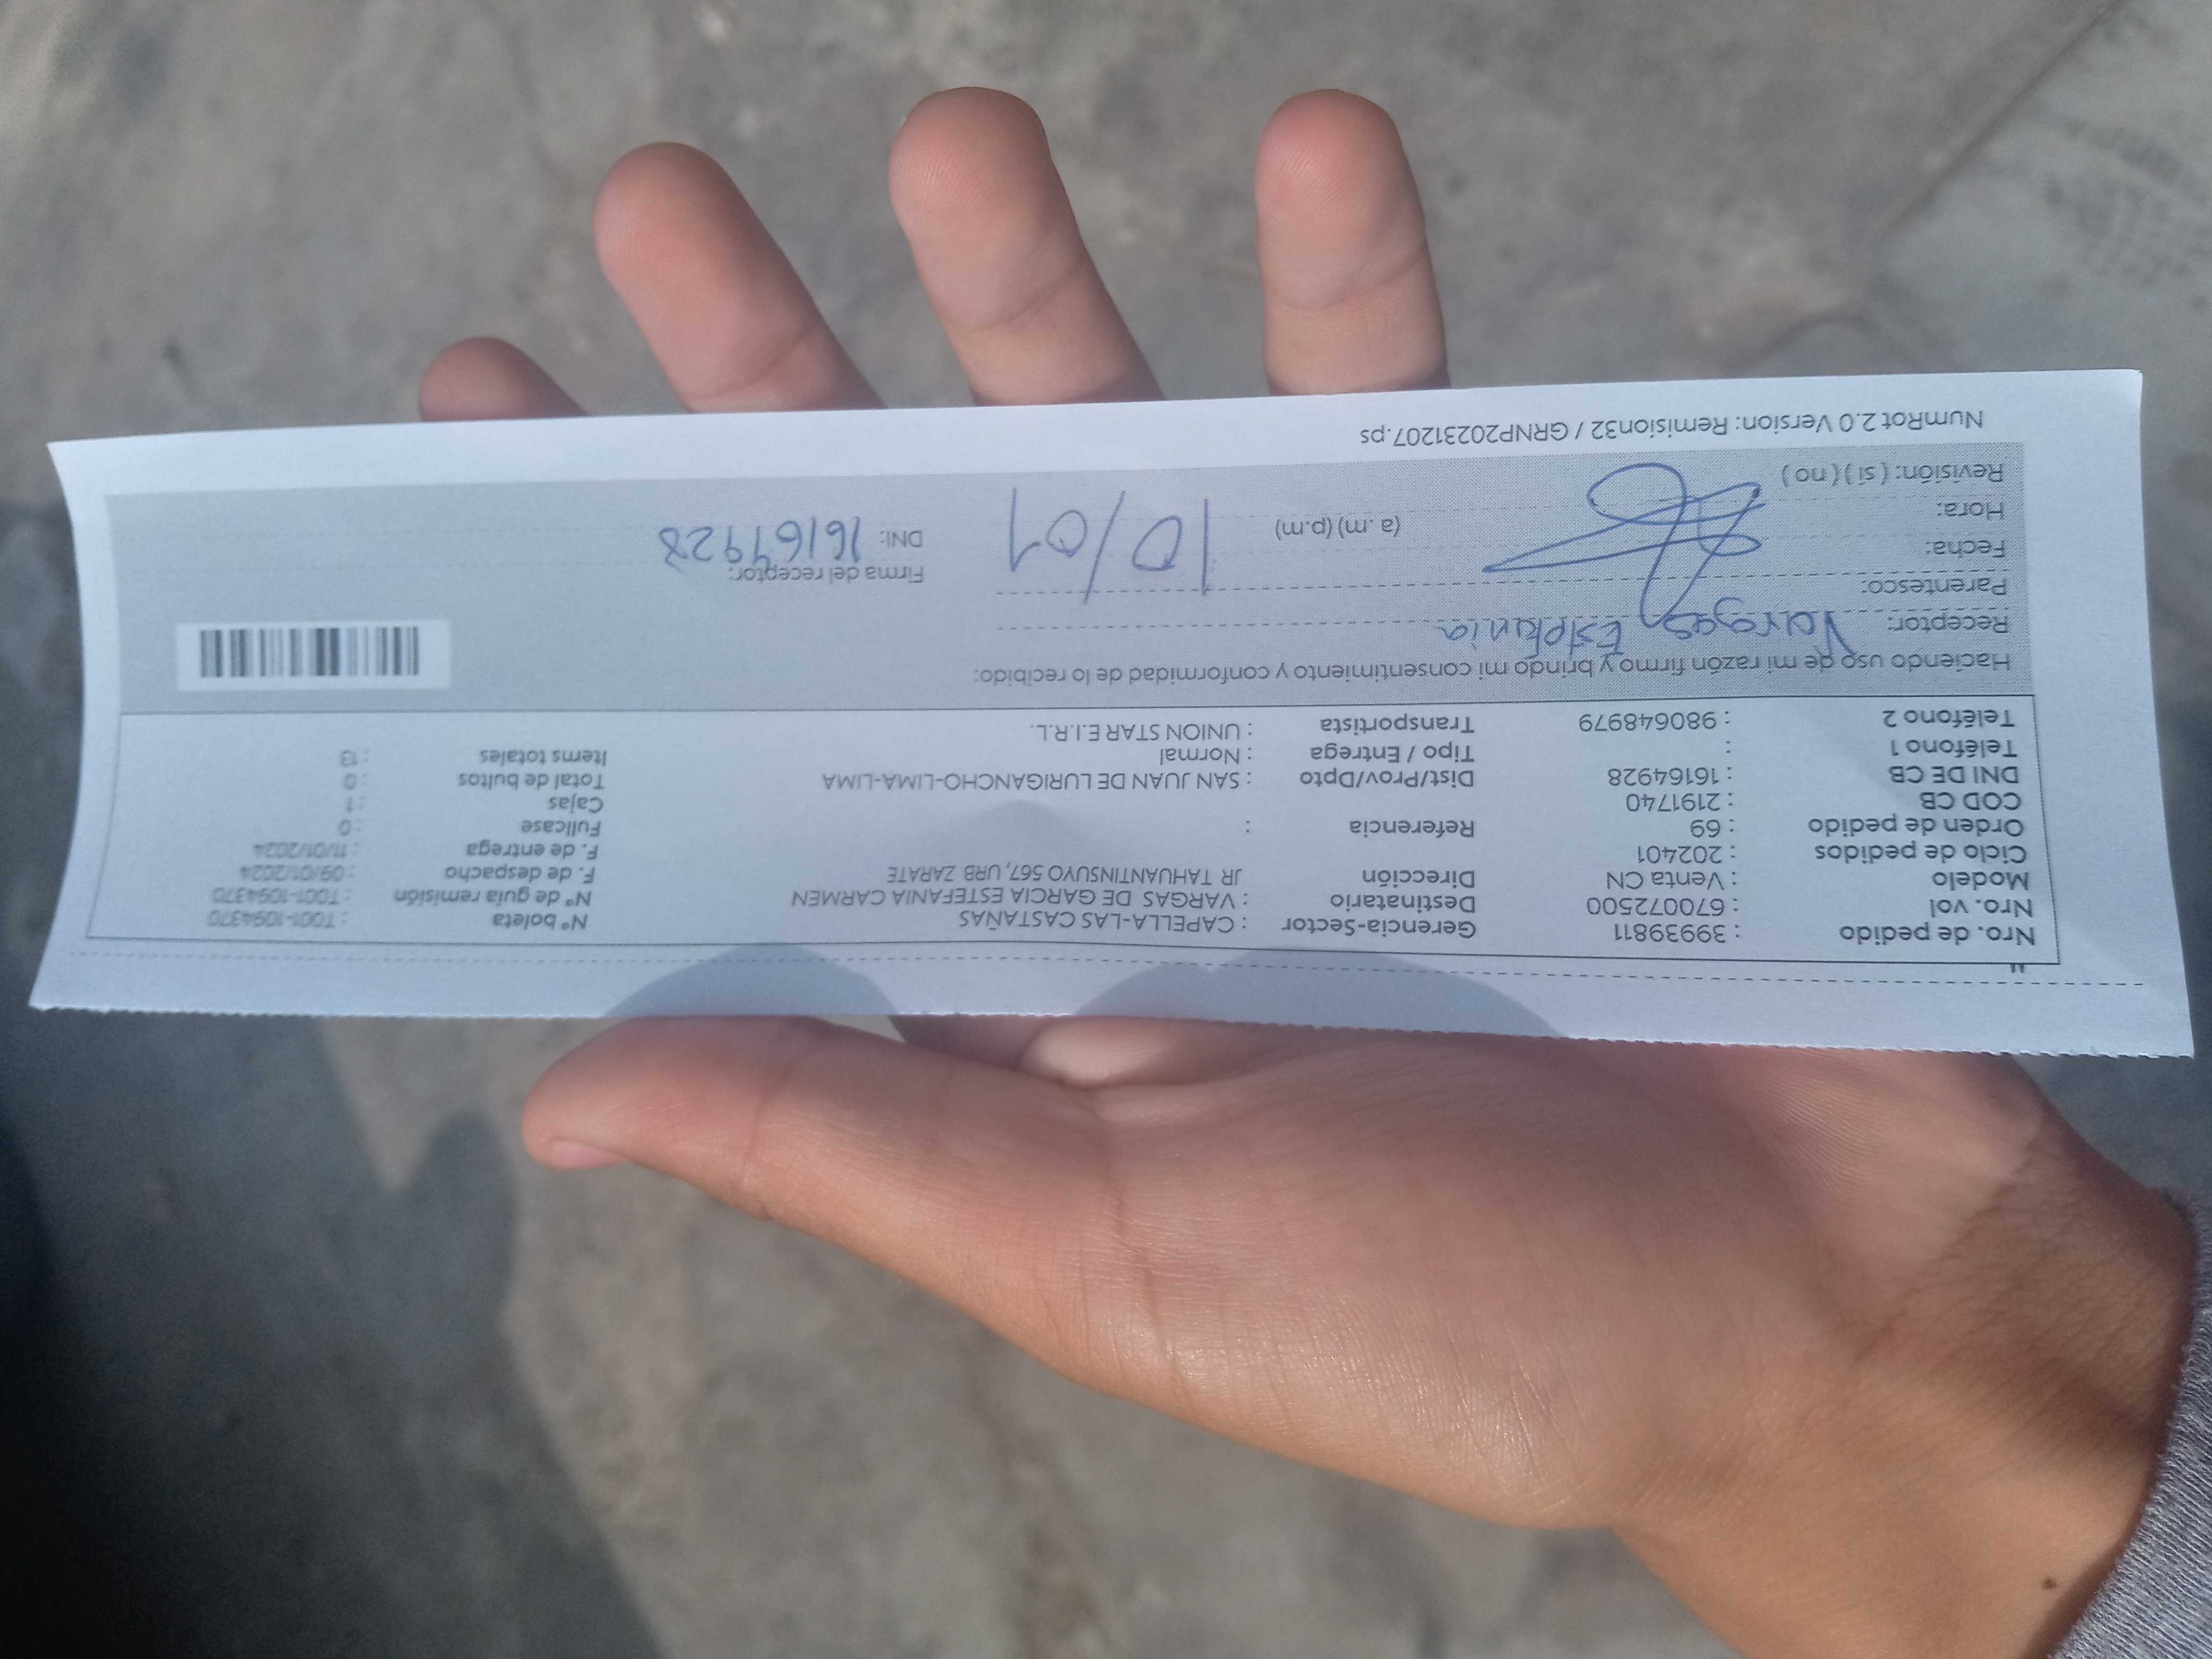 Nro. de pedido : 39939811 Gerencia-Sector : CAPELLA-LAS CASTAÑAS Nº boleta : T001-1094370
Nro. vol : 670072500 Destinatario : VARGAS DE GARCIA ESTEFANIA CARMEN Nº de guía remisión : T001-1094370
Modelo : Venta CN Dirección JR TAHUANTINSUYO 567, URB ZARATE F. de despacho : 09/01/2024
Ciclo de pedidos : 202401 F. de entrega : 11/01/2024
Orden de pedido : 69 Referencia : Fullcase : 0
COD CB : 2191740 Cajas : 1
DNI DE CB : 16164928 Dist/Prov/Dpto : SAN JUAN DE LURIGANCHO-LIMA-LIMA Total de bultos : 0
Teléfono 1 : Tipo / Entrega : Normal Items totales : 13
Teléfono 2 : 980648979 Transportista : UNION STAR E.I.R.L.
Haciendo uso de mi razón firmo y brindo mi consentimiento y conformidad de lo recibido:
Receptor: Vargas Estefania
Parentesco:
Firma del receptor:
Fecha: 10/01
DNI: 16164928
Hora: (a .m) (p.m)
Revisión: ( si ) ( no )
NumRot 2.0 Version: Remision32 / GRNP20231207.ps